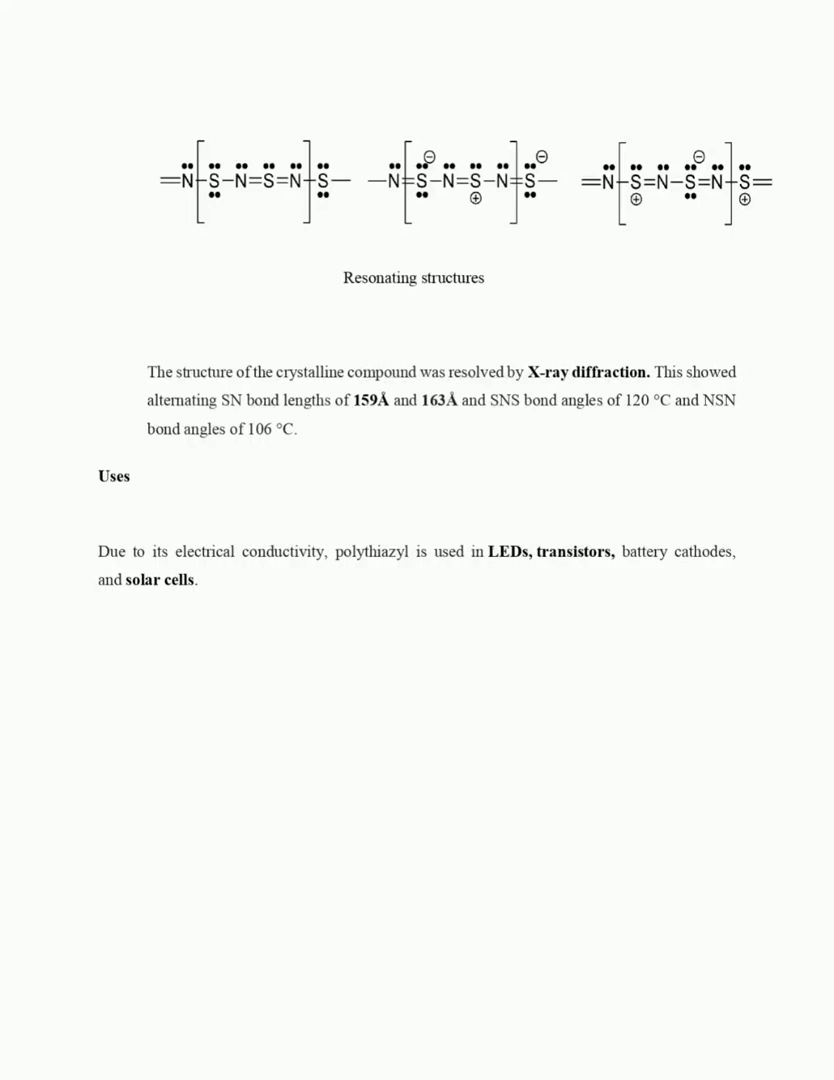 =N-[S-N=S=N]-S- -N=[S⊖-N=S⊕-N]=S⊖- =N-[S⊕=N-S⊖=N]-S⊕=
Resonating structures
The structure of the crystalline compound was resolved by X-ray diffraction. This showed
alternating SN bond lengths of 159Å and 163Å and SNS bond angles of 120 °C and NSN
bond angles of 106 °C.
Uses
Due to its electrical conductivity, polythiazyl is used in LEDs, transistors, battery cathodes,
and solar cells.